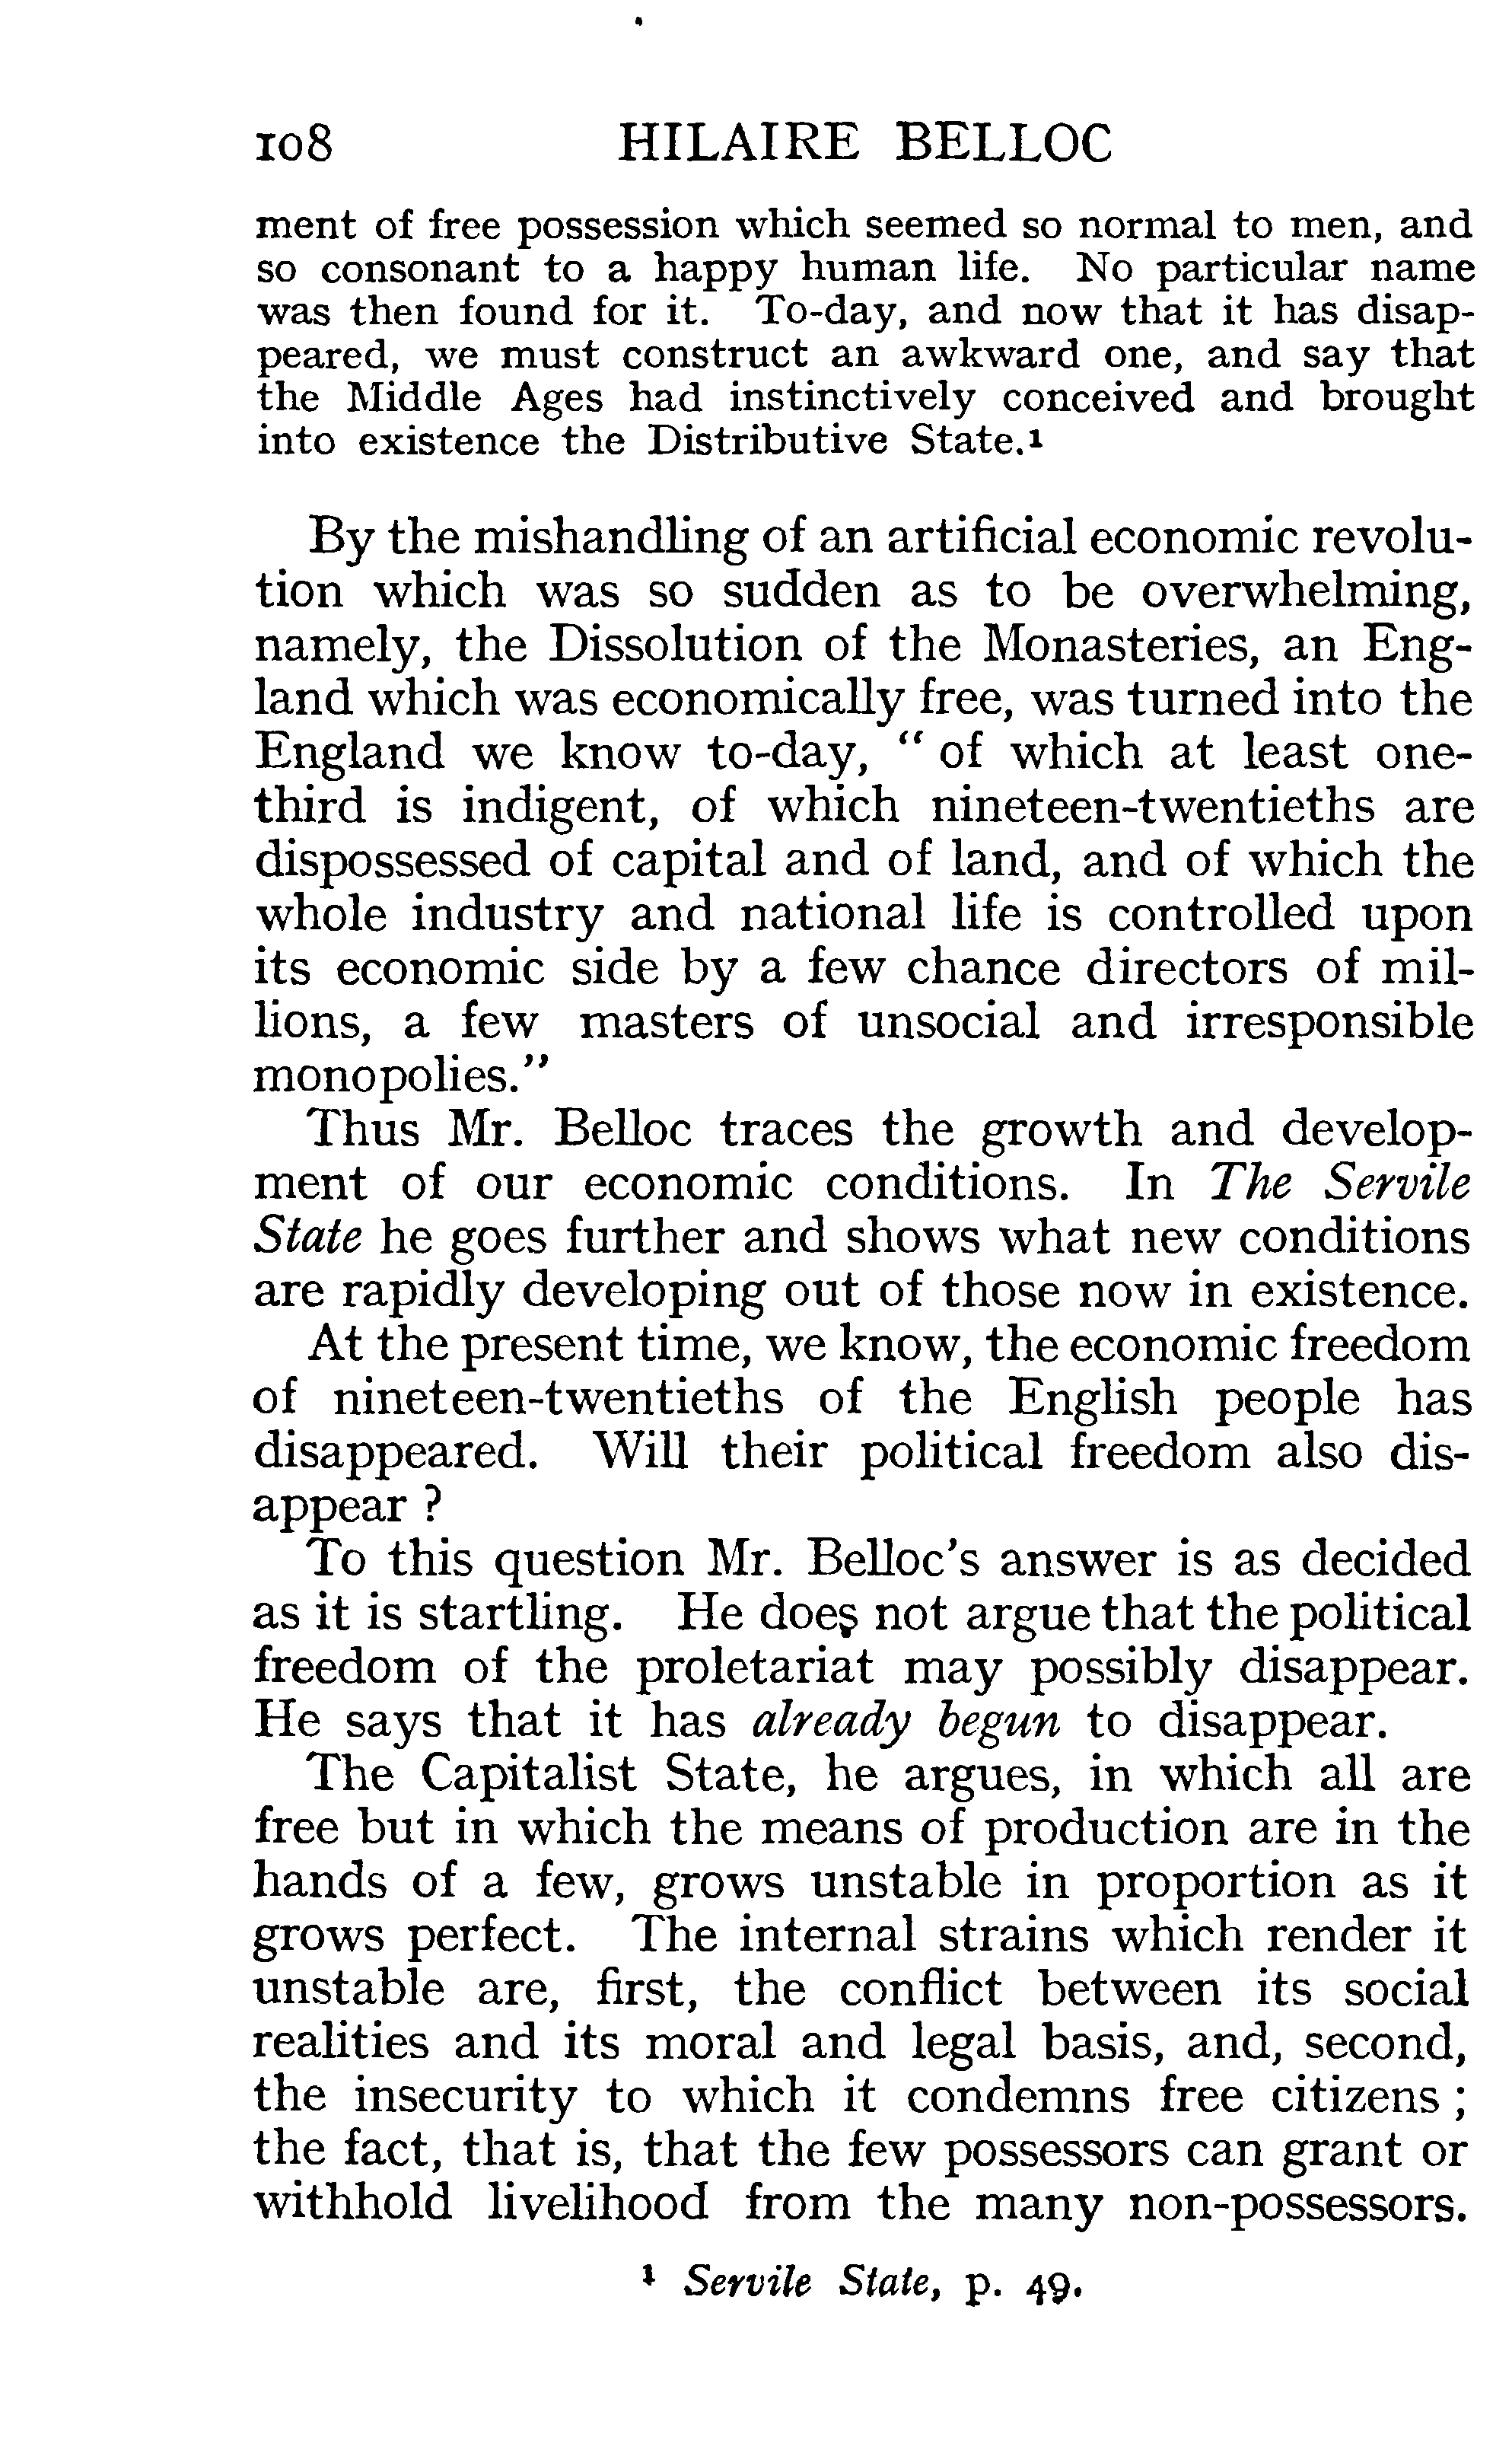 108 HILAIRE BELLOC
ment of free possession which seemed so normal to men, and
so consonant to a happy human life. No particular name
was then found for it. To-day, and now that it has disap-
peared, we must construct an awkward one, and say that
the Middle Ages had instinctively conceived and brought
into existence the Distributive State.¹
By the mishandling of an artificial economic revolu-
tion which was so sudden as to be overwhelming,
namely, the Dissolution of the Monasteries, an Eng-
land which was economically free, was turned into the
England we know to-day, “ of which at least one-
third is indigent, of which nineteen-twentieths are
dispossessed of capital and of land, and of which the
whole industry and national life is controlled upon
its economic side by a few chance directors of mil-
lions, a few masters of unsocial and irresponsible
monopolies.”
Thus Mr. Belloc traces the growth and develop-
ment of our economic conditions. In The Servile
State he goes further and shows what new conditions
are rapidly developing out of those now in existence.
At the present time, we know, the economic freedom
of nineteen-twentieths of the English people has
disappeared. Will their political freedom also dis-
appear ?
To this question Mr. Belloc's answer is as decided
as it is startling. He does not argue that the political
freedom of the proletariat may possibly disappear.
He says that it has already begun to disappear.
The Capitalist State, he argues, in which all are
free but in which the means of production are in the
hands of a few, grows unstable in proportion as it
grows perfect. The internal strains which render it
unstable are, first, the conflict between its social
realities and its moral and legal basis, and, second,
the insecurity to which it condemns free citizens ;
the fact, that is, that the few possessors can grant or
withhold livelihood from the many non-possessors.
¹ Servile State, p. 49.